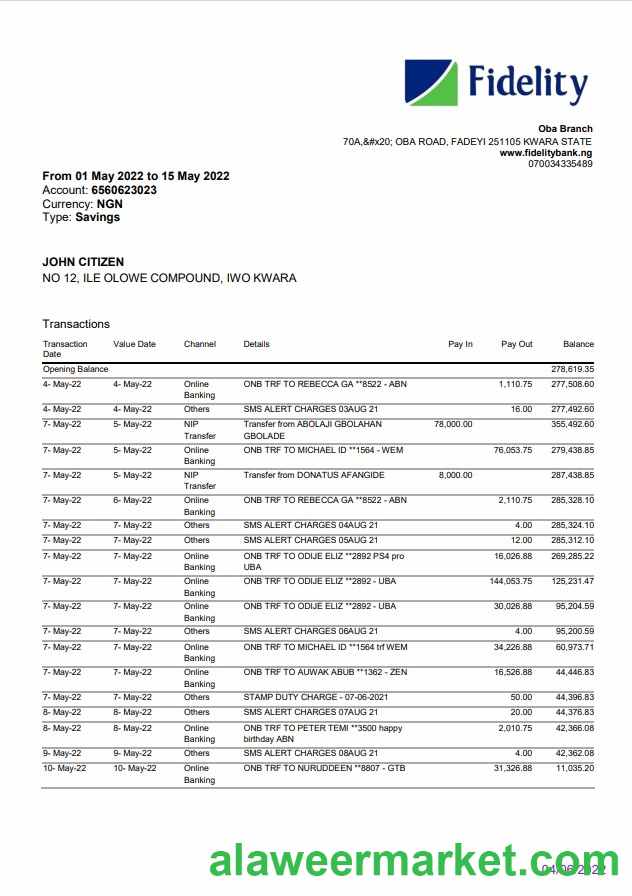 Fidelity
Oba Branch
70A,&#x20; OBA ROAD, FADEYI 251105 KWARA STATE
www.fidelitybank.ng
070034335489
From 01 May 2022 to 15 May 2022
Account: 6560623023
Currency: NGN
Type: Savings
JOHN CITIZEN
NO 12, ILE OLOWE COMPOUND, IWO KWARA
Transactions
Transaction Date Value Date Channel Details Pay In Pay Out Balance
Opening Balance 278,619.35
4- May-22 4- May-22 Online Banking ONB TRF TO REBECCA GA **8522 - ABN 1,110.75 277,508.60
4- May-22 4- May-22 Others SMS ALERT CHARGES 03AUG 21 16.00 277,492.60
7- May-22 5- May-22 NIP Transfer Transfer from ABOLAJI GBOLAHAN GBOLADE 78,000.00 355,492.60
7- May-22 5- May-22 Online Banking ONB TRF TO MICHAEL ID **1564 - WEM 76,053.75 279,438.85
7- May-22 5- May-22 NIP Transfer Transfer from DONATUS AFANGIDE 8,000.00 287,438.85
7- May-22 6- May-22 Online Banking ONB TRF TO REBECCA GA **8522 - ABN 2,110.75 285,328.10
7- May-22 7- May-22 Others SMS ALERT CHARGES 04AUG 21 4.00 285,324.10
7- May-22 7- May-22 Others SMS ALERT CHARGES 05AUG 21 12.00 285,312.10
7- May-22 7- May-22 Online Banking ONB TRF TO ODIJE ELIZ **2892 PS4 pro UBA 16,026.88 269,285.22
7- May-22 7- May-22 Online Banking ONB TRF TO ODIJE ELIZ **2892 - UBA 144,053.75 125,231.47
7- May-22 7- May-22 Online Banking ONB TRF TO ODIJE ELIZ **2892 - UBA 30,026.88 95,204.59
7- May-22 7- May-22 Others SMS ALERT CHARGES 06AUG 21 4.00 95,200.59
7- May-22 7- May-22 Online Banking ONB TRF TO MICHAEL ID **1564 trf WEM 34,226.88 60,973.71
7- May-22 7- May-22 Online Banking ONB TRF TO AUWAK ABUB **1362 - ZEN 16,526.88 44,446.83
7- May-22 7- May-22 Others STAMP DUTY CHARGE - 07-06-2021 50.00 44,396.83
8- May-22 8- May-22 Others SMS ALERT CHARGES 07AUG 21 20.00 44,376.83
8- May-22 8- May-22 Online Banking ONB TRF TO PETER TEMI **3500 happy birthday ABN 2,010.75 42,366.08
9- May-22 9- May-22 Others SMS ALERT CHARGES 08AUG 21 4.00 42,362.08
10- May-22 10- May-22 Online Banking ONB TRF TO NURUDDEEN **8807 - GTB 31,326.88 11,035.20
alaweermarket.com
04/06/2022